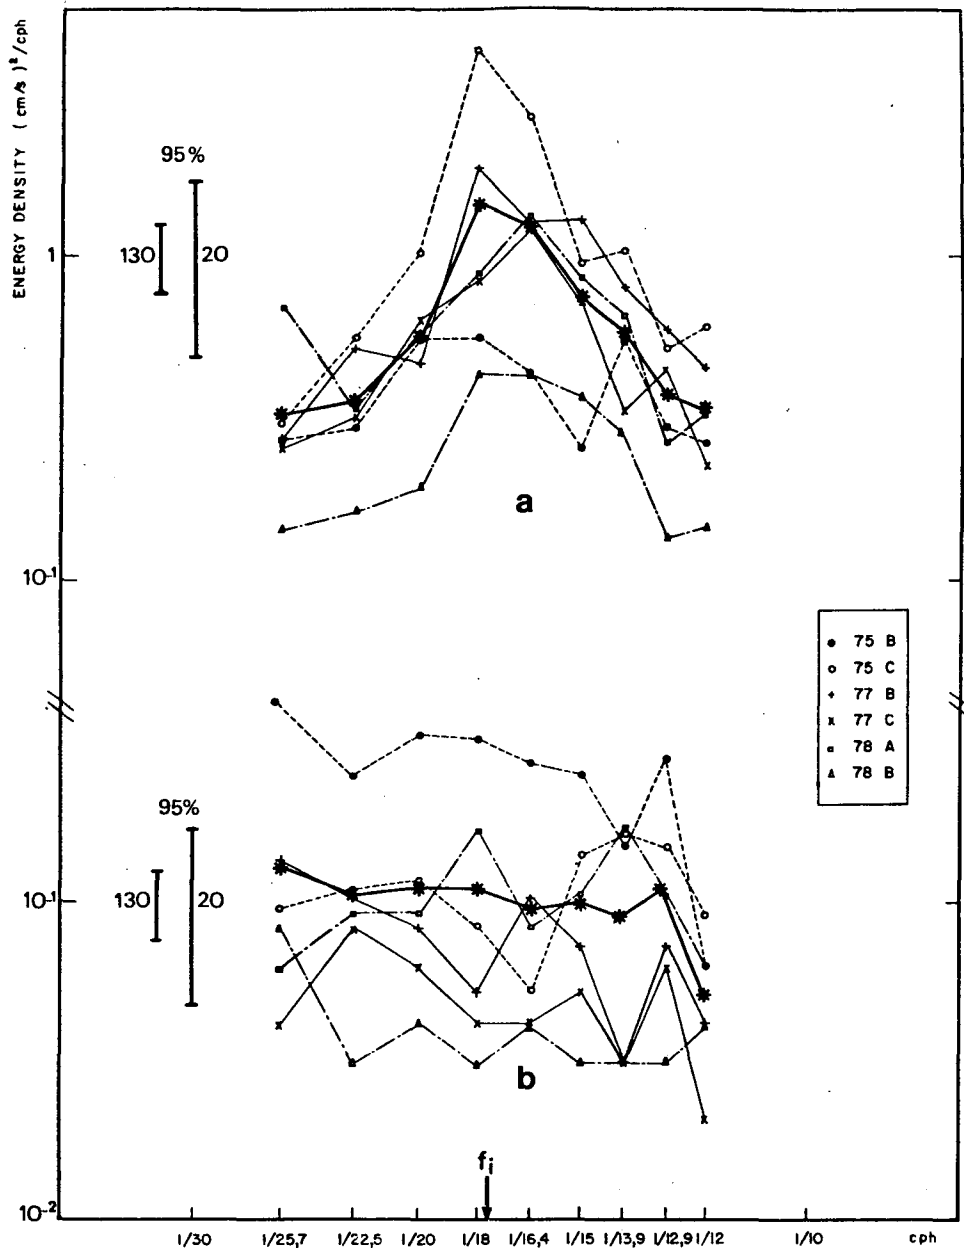 ENERGY DENSITY (cm/s)²/cph
95%
130
20
1
a
10⁻¹
75 B
75 C
77 B
77 C
78 A
78 B
95%
130
20
10⁻¹
b
fi
10⁻²
1/30 1/25,7 1/22,5 1/20 1/18 1/16,4 1/15 1/13,9 1/12,9 1/12 1/10 cph